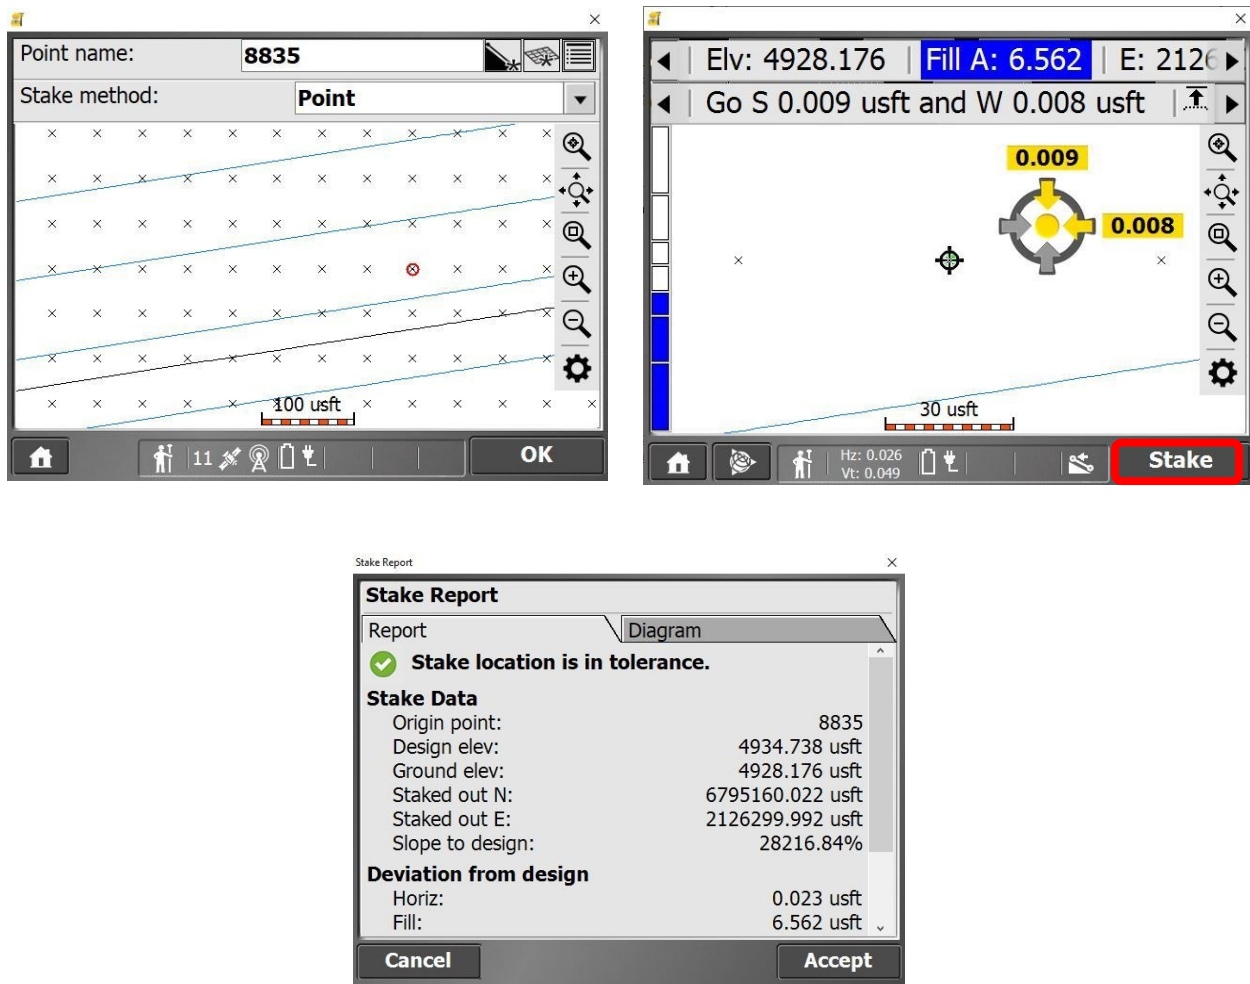 Point name: 8835
Stake method: Point
100 usft
11
OK
Elv: 4928.176 Fill A: 6.562 E: 2126
Go S 0.009 usft and W 0.008 usft
0.009
0.008
30 usft
Hz: 0.026
Vt: 0.049
Stake
Stake Report
Stake Report
Report Diagram
Stake location is in tolerance.
Stake Data
Origin point: 8835
Design elev: 4934.738 usft
Ground elev: 4928.176 usft
Staked out N: 6795160.022 usft
Staked out E: 2126299.992 usft
Slope to design: 28216.84%
Deviation from design
Horiz: 0.023 usft
Fill: 6.562 usft
Cancel Accept